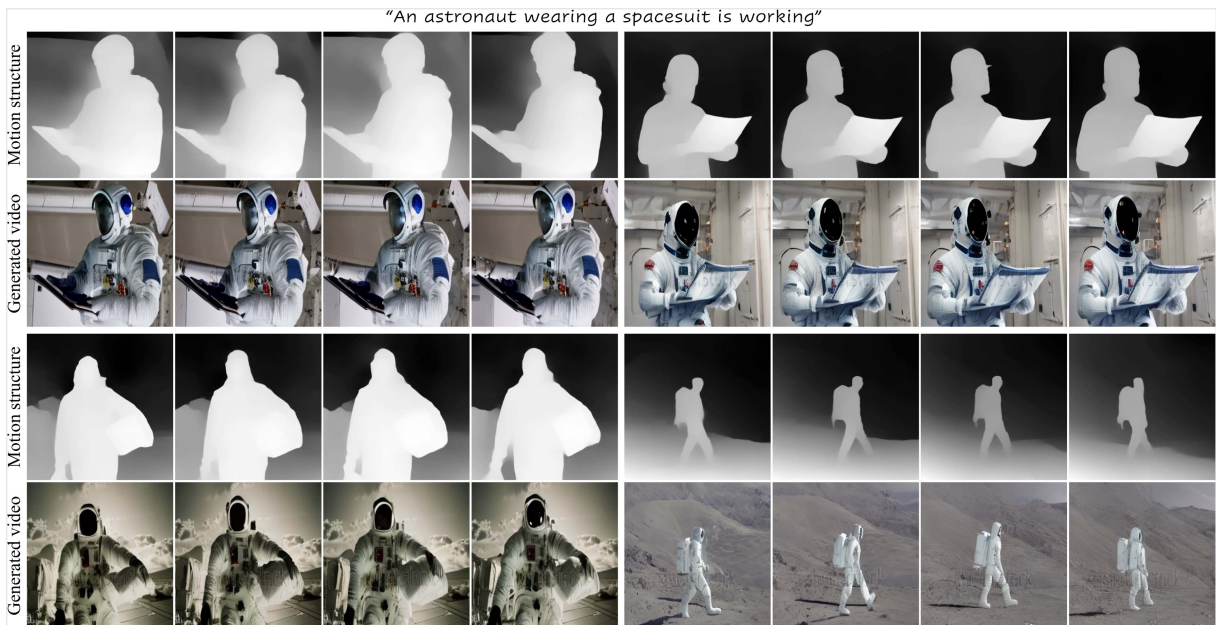 “An astronaut wearing a spacesuit is working”
Motion structure
Generated video
Motion structure
Generated video